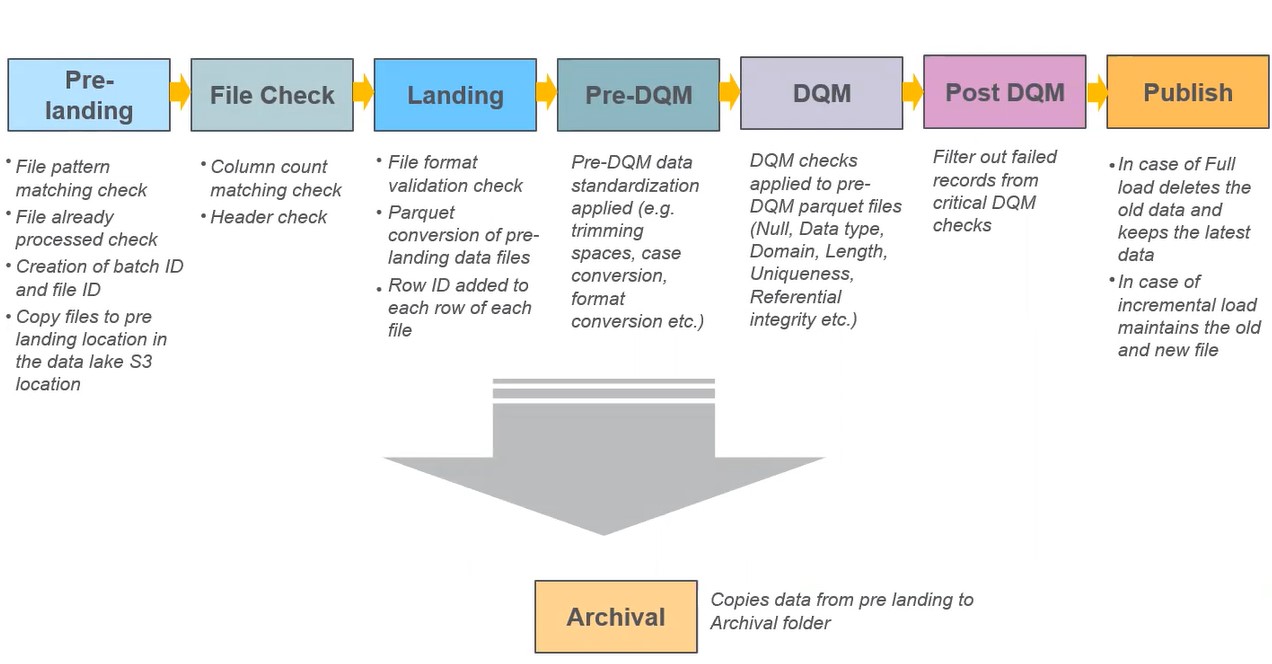 Pre-
landing
File Check
Landing
Pre-DQM
DQM
Post DQM
Publish
• File pattern
matching check
• File already
processed check
• Creation of batch ID
and file ID
• Copy files to pre
landing location in
the data lake S3
location
• Column count
matching check
• Header check
• File format
validation check
• Parquet
conversion of pre-
landing data files
• Row ID added to
each row of each
file
Pre-DQM data
standardization
applied (e.g.
trimming
spaces, case
conversion,
format
conversion etc.)
DQM checks
applied to pre-
DQM parquet files
(Null, Data type,
Domain, Length,
Uniqueness,
Referential
integrity etc.)
Filter out failed
records from
critical DQM
checks
• In case of Full
load deletes the
old data and
keeps the latest
data
• In case of
incremental load
maintains the old
and new file
Archival
Copies data from pre landing to
Archival folder